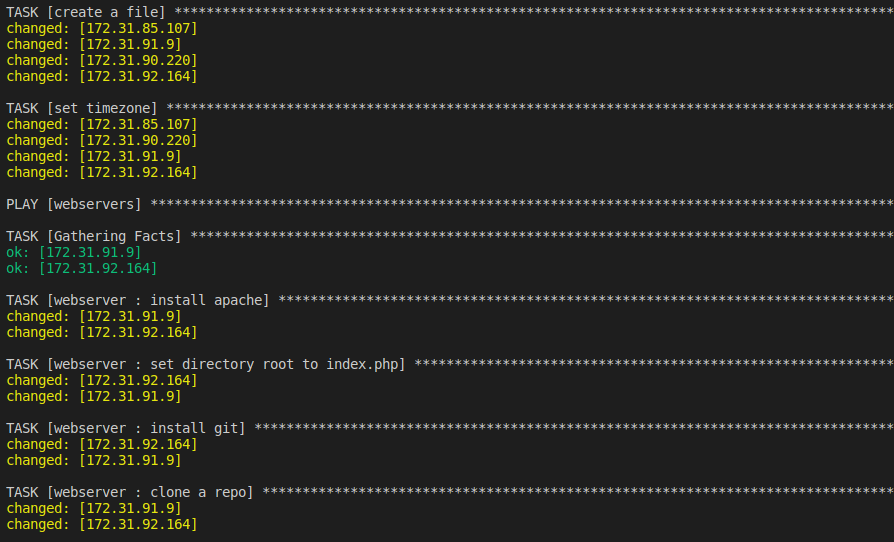 TASK [create a file] ******************************************************************************************
changed: [172.31.85.107]
changed: [172.31.91.9]
changed: [172.31.90.220]
changed: [172.31.92.164]
TASK [set timezone] *******************************************************************************************
changed: [172.31.85.107]
changed: [172.31.90.220]
changed: [172.31.91.9]
changed: [172.31.92.164]
PLAY [webservers] *********************************************************************************************
TASK [Gathering Facts] ****************************************************************************************
ok: [172.31.91.9]
ok: [172.31.92.164]
TASK [webserver : install apache] *****************************************************************************
changed: [172.31.91.9]
changed: [172.31.92.164]
TASK [webserver : set directory root to index.php] ************************************************************
changed: [172.31.92.164]
changed: [172.31.91.9]
TASK [webserver : install git] ********************************************************************************
changed: [172.31.92.164]
changed: [172.31.91.9]
TASK [webserver : clone a repo] *******************************************************************************
changed: [172.31.91.9]
changed: [172.31.92.164]